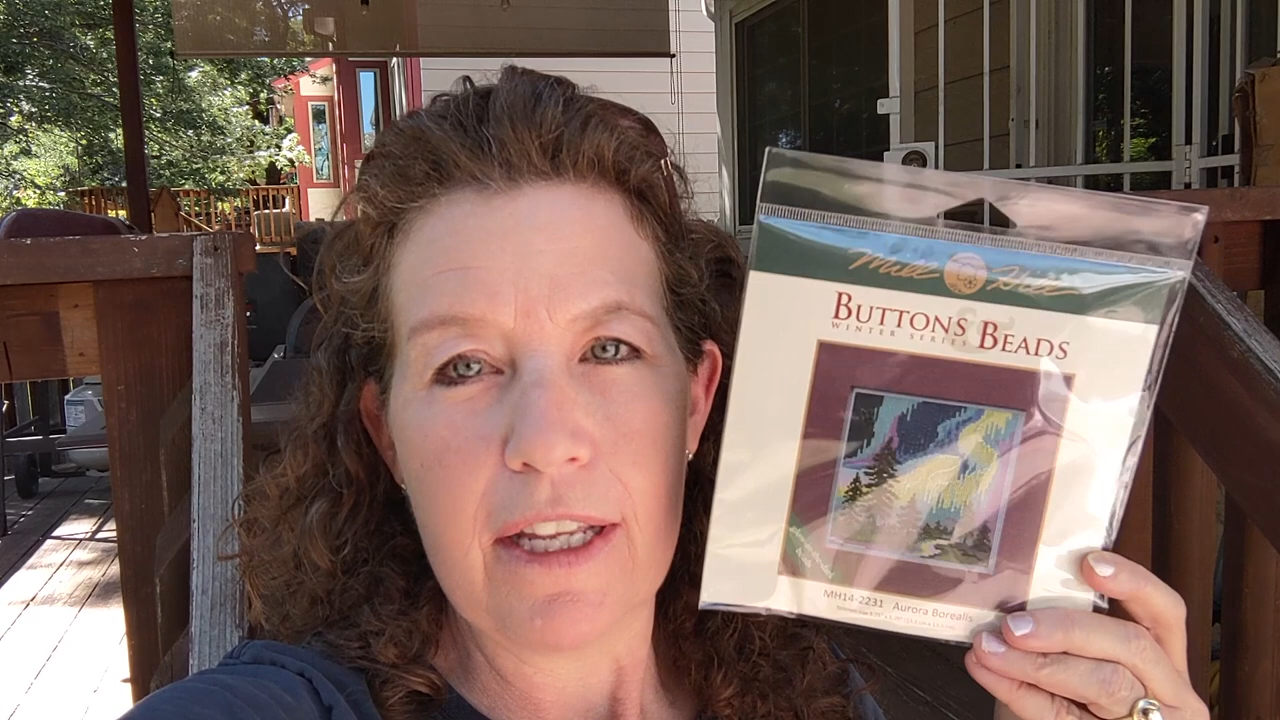 Mill Hill
BUTTONS & BEADS
WINTER SERIES
MH14-2231 Aurora Borealis